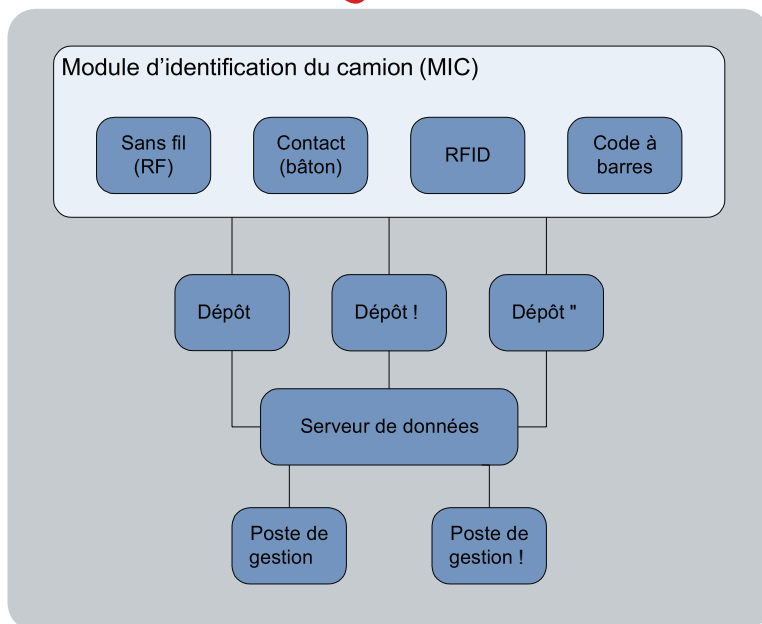 Module d’identification du camion (MIC)
Sans fil
(RF)
Contact
(bâton)
RFID
Code à
barres
Dépôt
Dépôt !
Dépôt "
Serveur de données
Poste de
gestion
Poste de
gestion !